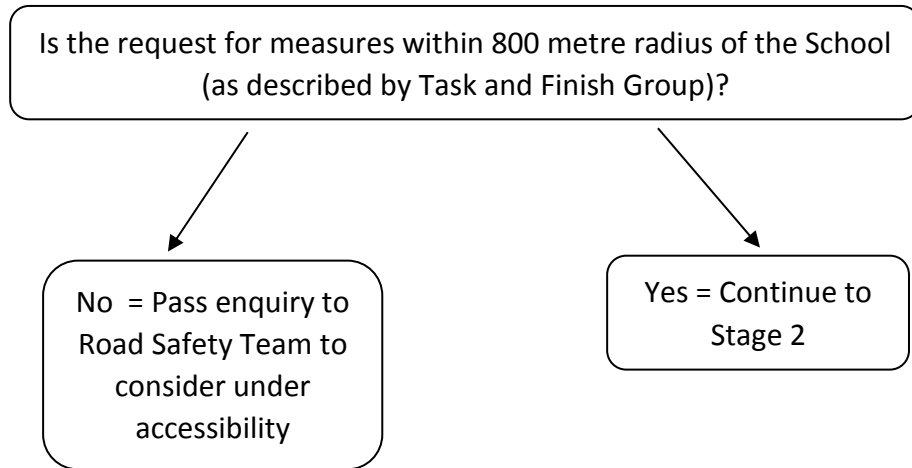 Is the request for measures within 800 metre radius of the School
(as described by Task and Finish Group)?
No = Pass enquiry to
Road Safety Team to
consider under
accessibility
Yes = Continue to
Stage 2